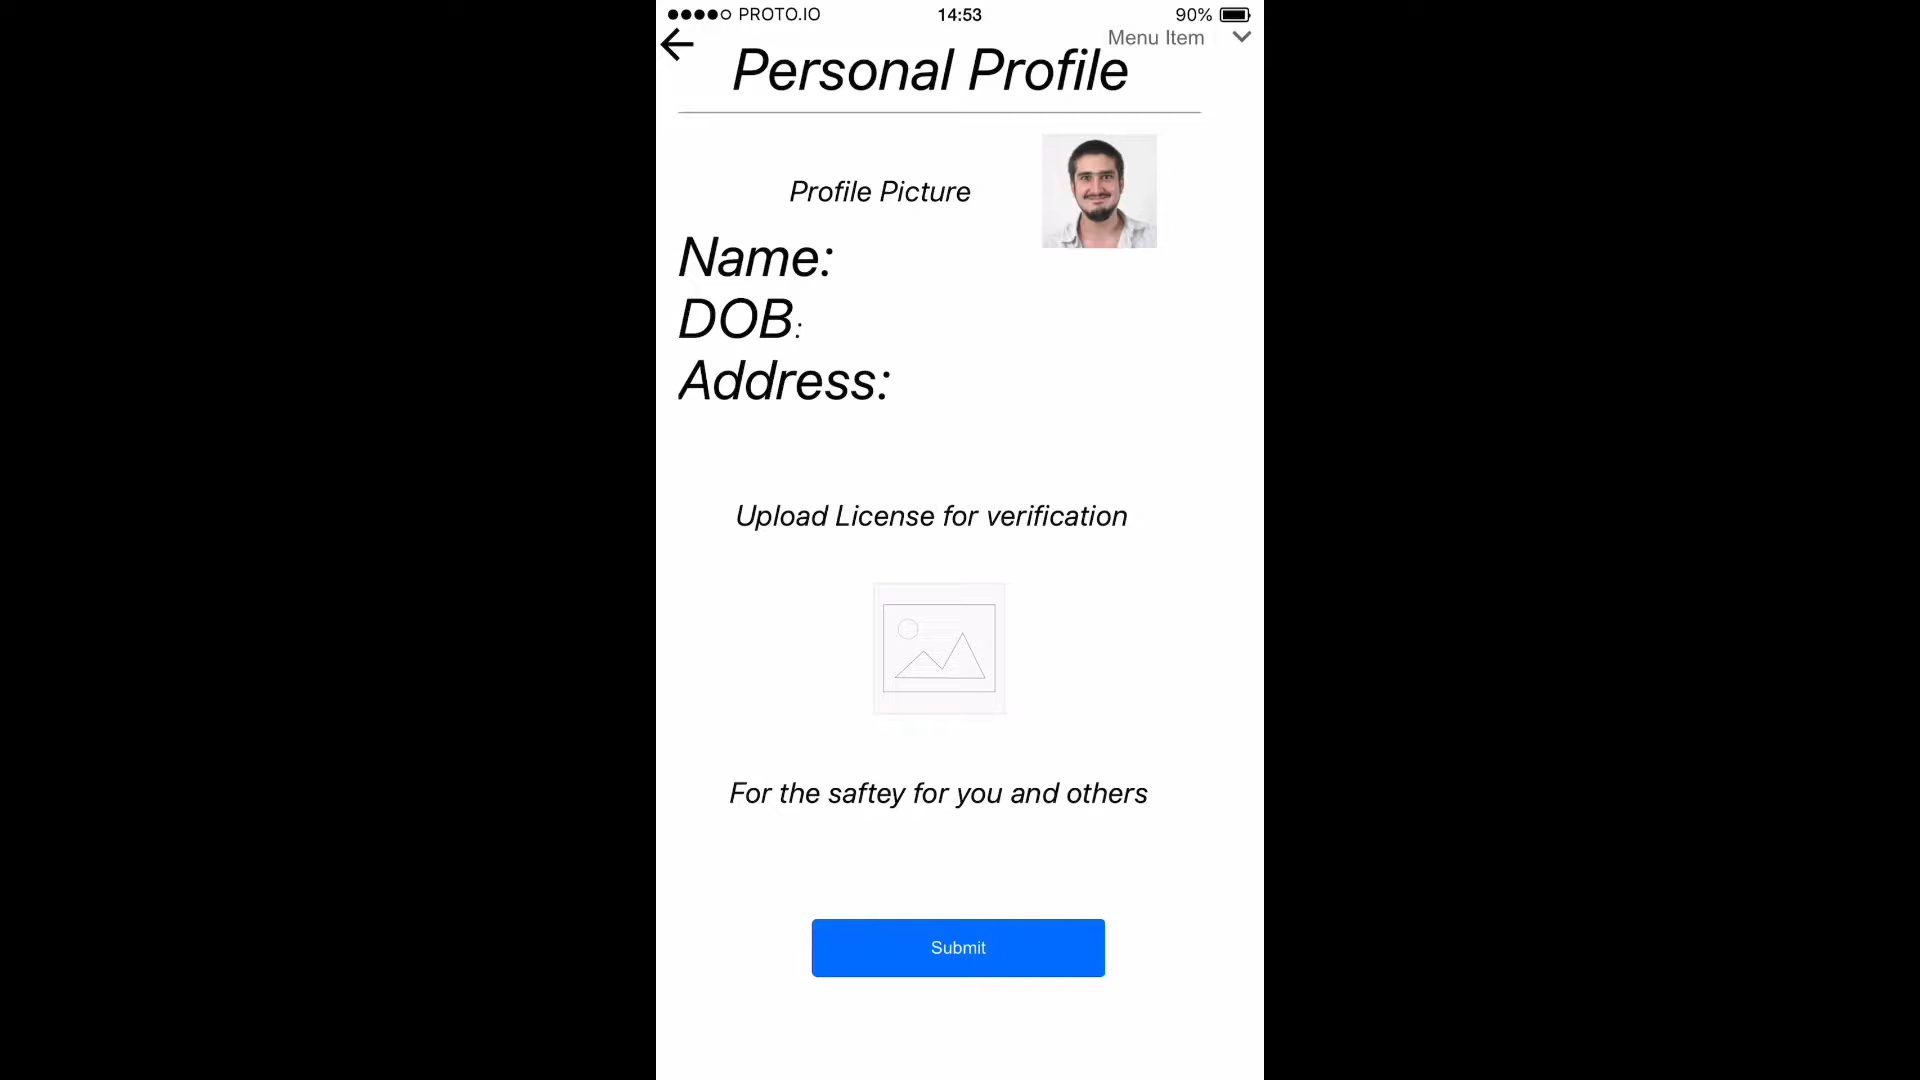 PROTO.IO 14:53 90%
Menu Item
Personal Profile
Profile Picture
Name:
DOB:
Address:
Upload License for verification
For the saftey for you and others
Submit